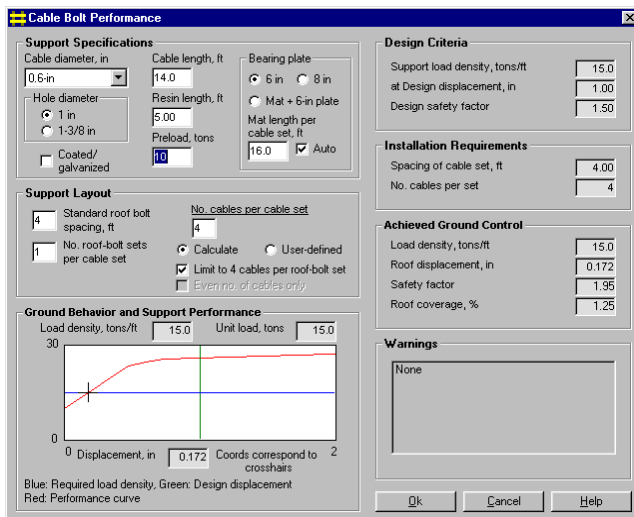 Cable Bolt Performance
Support Specifications
Cable diameter, in
0.6-in
Hole diameter
1 in
1-3/8 in
Coated/
galvanized
Cable length, ft
14.0
Resin length, ft
5.00
Preload, tons
10
Bearing plate
6 in
8 in
Mat + 6-in plate
Mat length per
cable set, ft
16.0
Auto
Support Layout
4
Standard roof bolt
spacing, ft
1
No. roof-bolt sets
per cable set
No. cables per cable set
4
Calculate
User-defined
Limit to 4 cables per roof-bolt set
Even no. of cables only
Ground Behavior and Support Performance
Load density, tons/ft 15.0 Unit load, tons 15.0
30
0
0 Displacement, in 0.172 Coords correspond to 2
crosshairs
Blue: Required load density, Green: Design displacement
Red: Performance curve
Design Criteria
Support load density, tons/ft 15.0
at Design displacement, in 1.00
Design safety factor 1.50
Installation Requirements
Spacing of cable set, ft 4.00
No. cables per set 4
Achieved Ground Control
Load density, tons/ft 15.0
Roof displacement, in 0.172
Safety factor 1.95
Roof coverage, % 1.25
Warnings
None
Ok Cancel Help